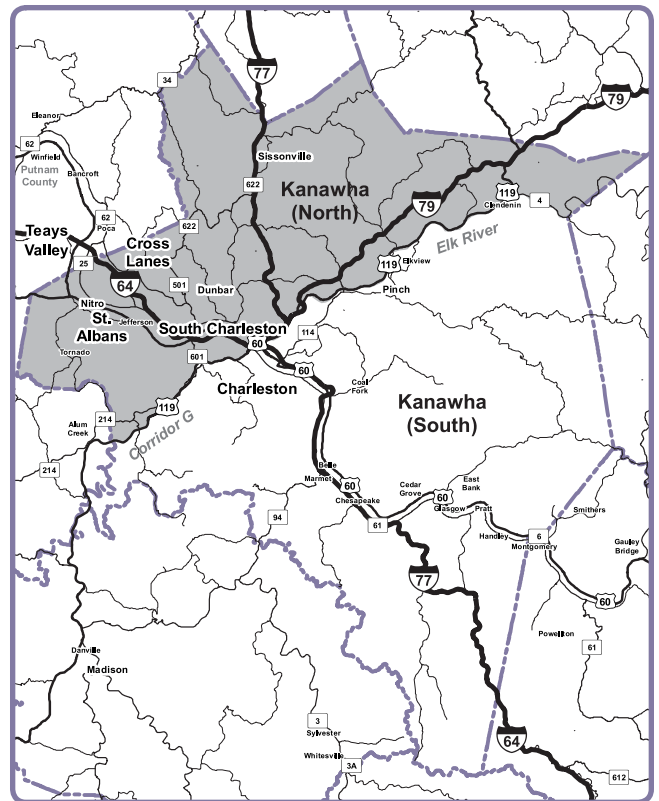 77
34
79
Eleanor
62
Winfield
Putnam
County
Bancroft
Sissonville
622
Kanawha
(North)
79
119
4
Clendenin
62
Poca
622
Teays
Valley
Cross
Lanes
Elk River
25
119
Elkview
64
501
Dunbar
Pinch
Nitro
St.
Albans
Jefferson
South Charleston
114
60
Tornado
601
60
Charleston
Coal
Fork
Kanawha
(South)
119
Alum
Creek
214
Corridor G
214
Belle
Marmet
60
Chesapeake
Cedar
Grove
East
Bank
60
Glasgow
Pratt
Smithers
94
61
Handley
6
Montgomery
Gauley
Bridge
77
60
Powellton
61
Danville
Madison
3
Sylvester
64
Whitesville
3A
612